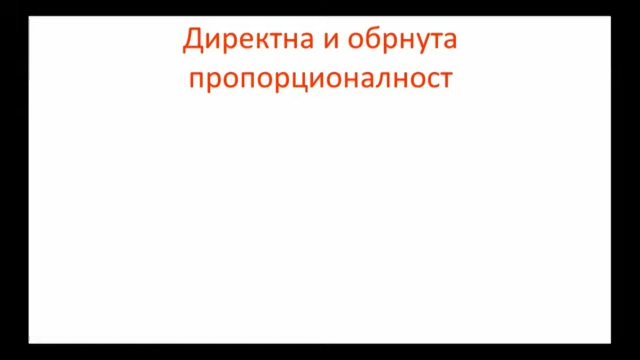 Директна и обрнута
пропорционалност